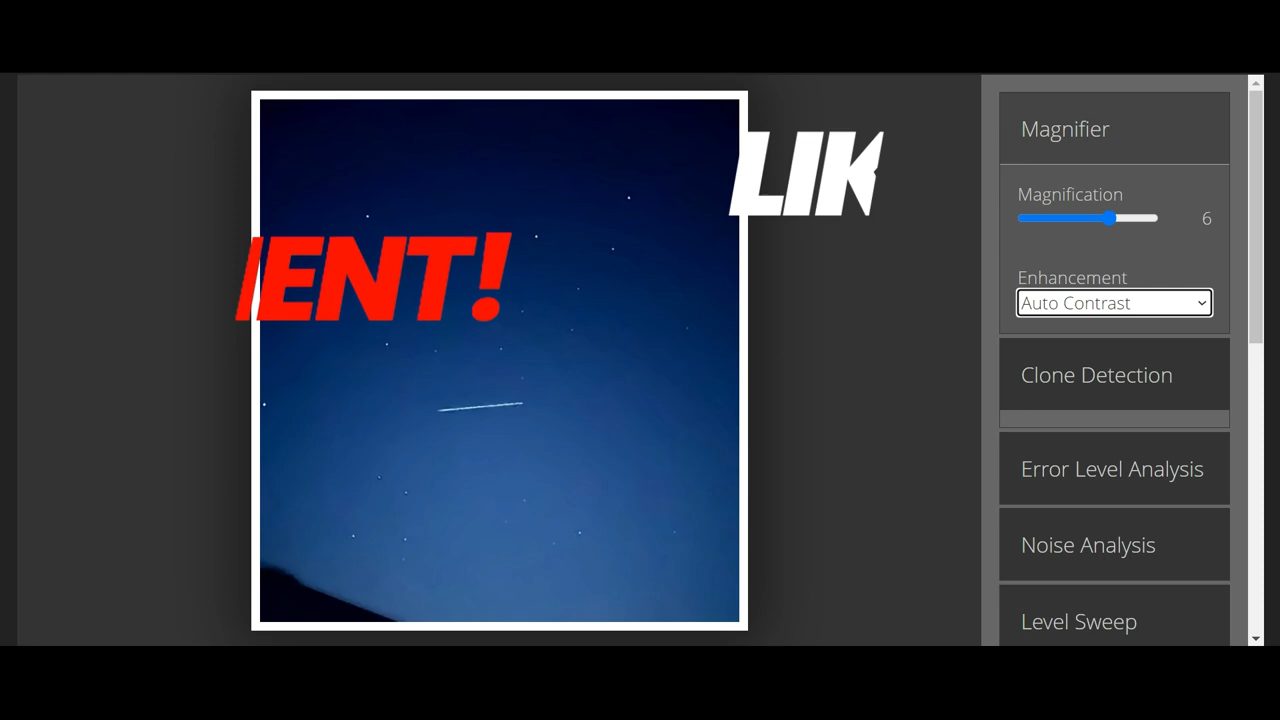 LIK
ENT!
Magnifier
Magnification
6
Enhancement
Auto Contrast
Clone Detection
Error Level Analysis
Noise Analysis
Level Sweep